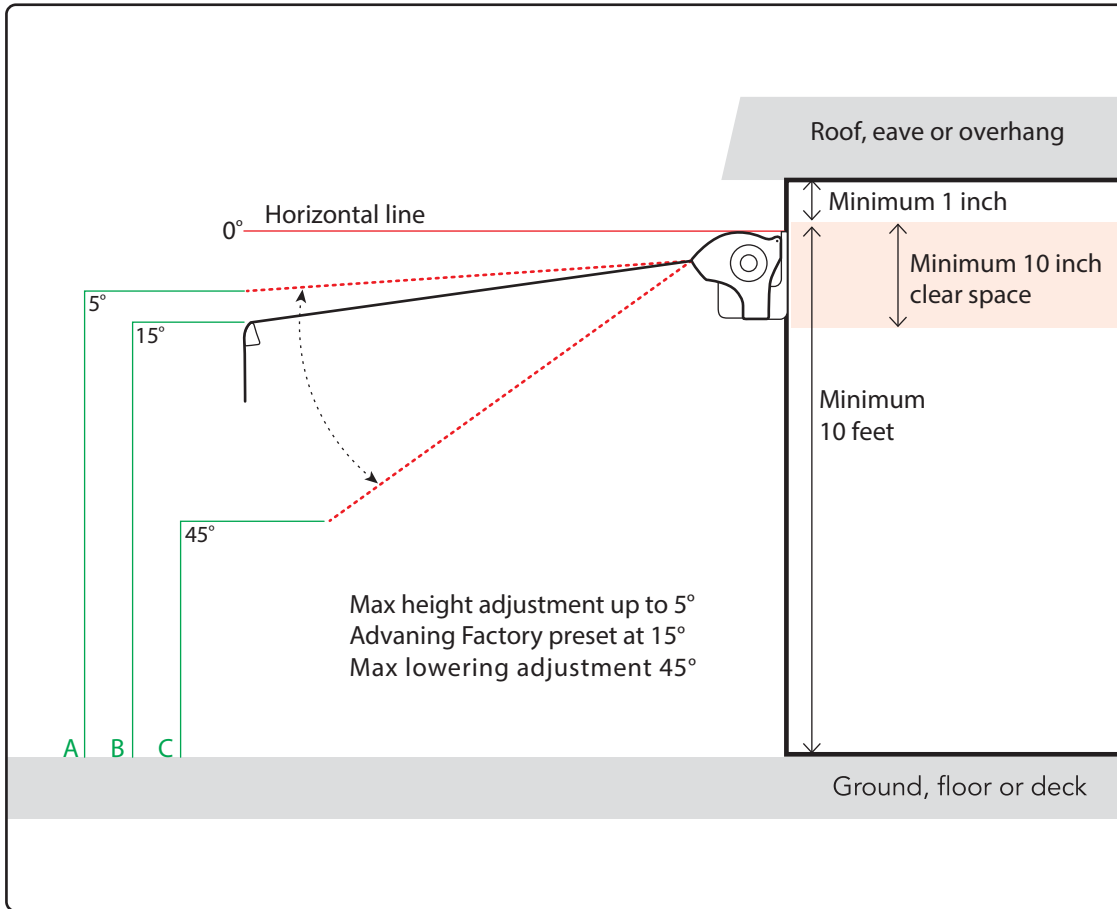 Roof, eave or overhang
Minimum 1 inch
0°
Horizontal line
Minimum 10 inch
clear space
5°
15°
Minimum
10 feet
45°
Max height adjustment up to 5°
Advaning Factory preset at 15°
Max lowering adjustment 45°
A
B
C
Ground, floor or deck